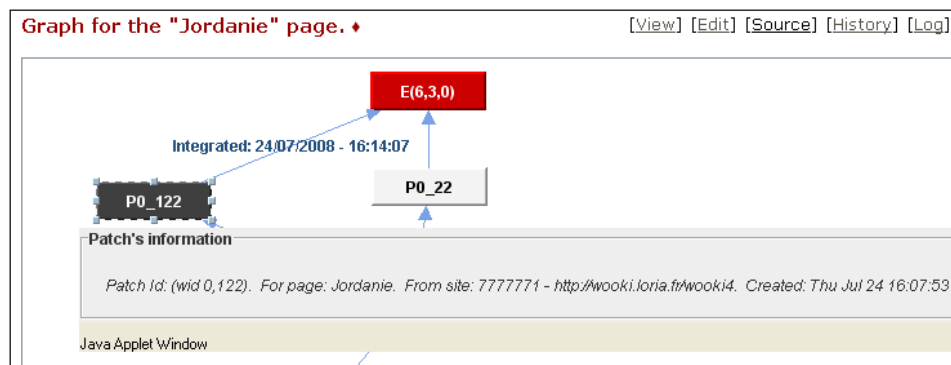 Graph for the "Jordanie" page. ♦ [View] [Edit] [Source] [History] [Log]
E(6,3,0)
Integrated: 24/07/2008 - 16:14:07
P0_122 P0_22
Patch's information
Patch Id: (wid 0,122). For page: Jordanie. From site: 7777771 - http://wooki.loria.fr/wooki4. Created: Thu Jul 24 16:07:53
Java Applet Window